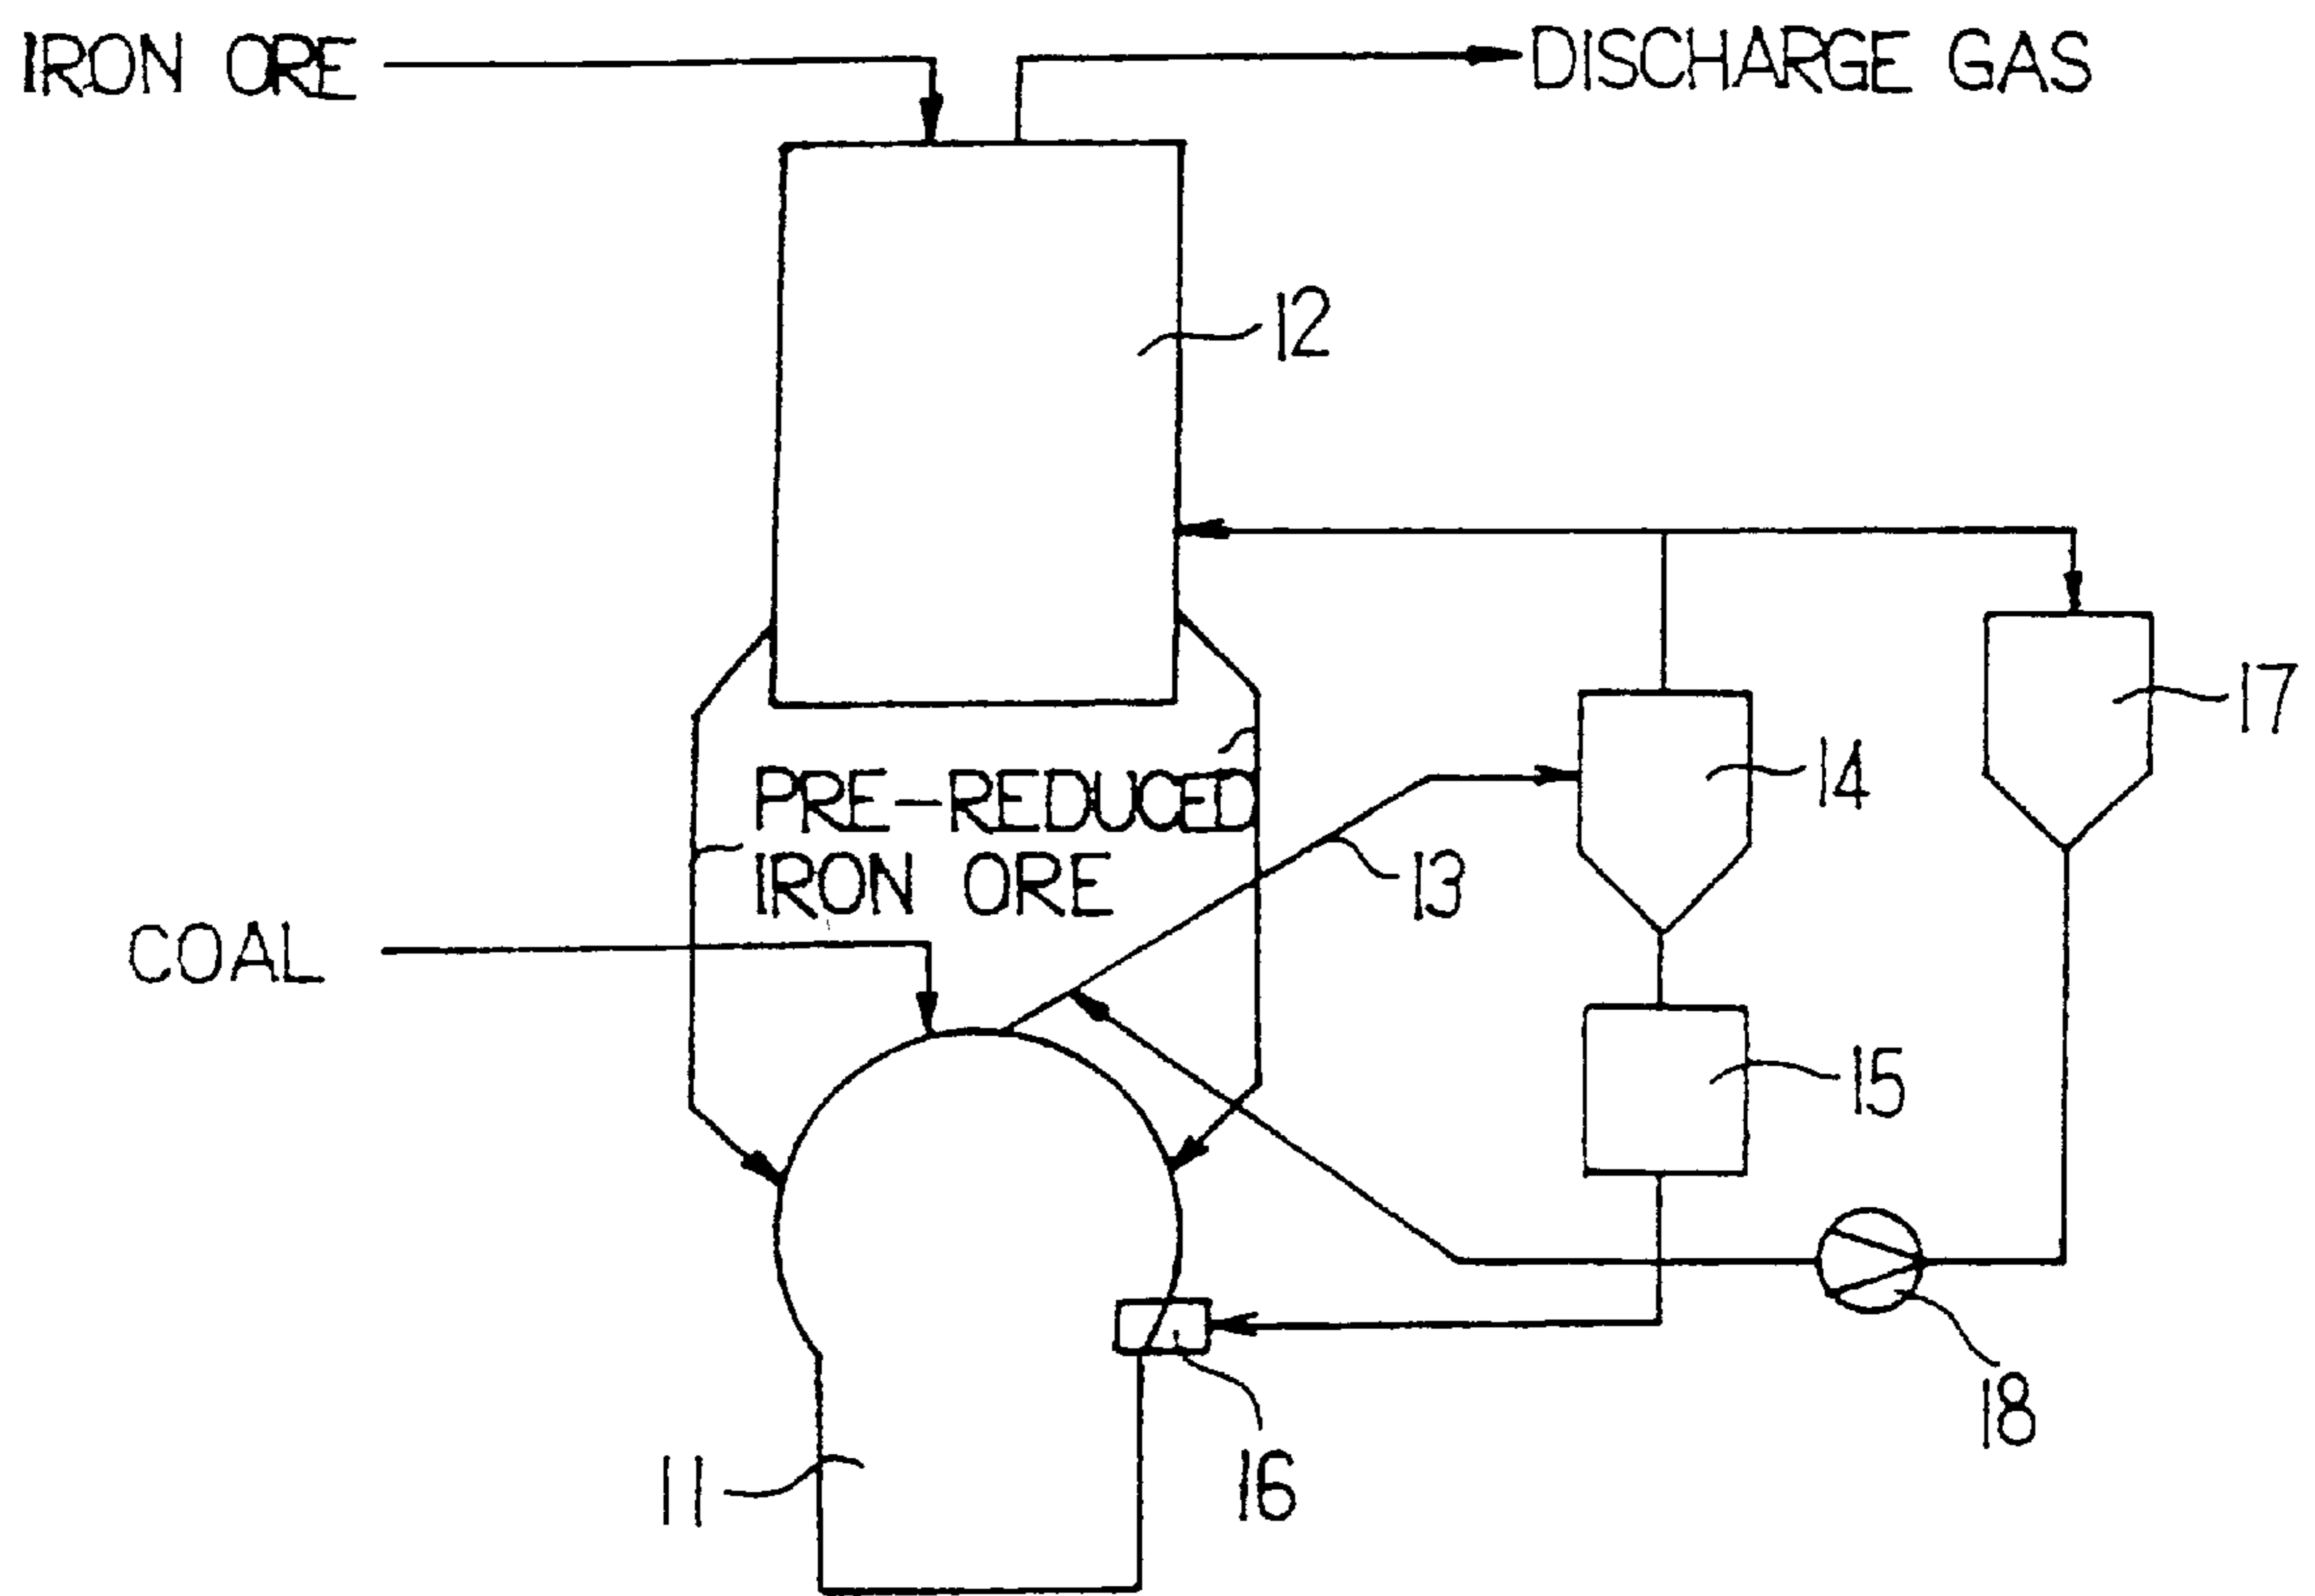 IRON ORE
DISCHARGE GAS
12
17
14
PRE-REDUCED
IRON ORE
13
COAL
15
18
16
11